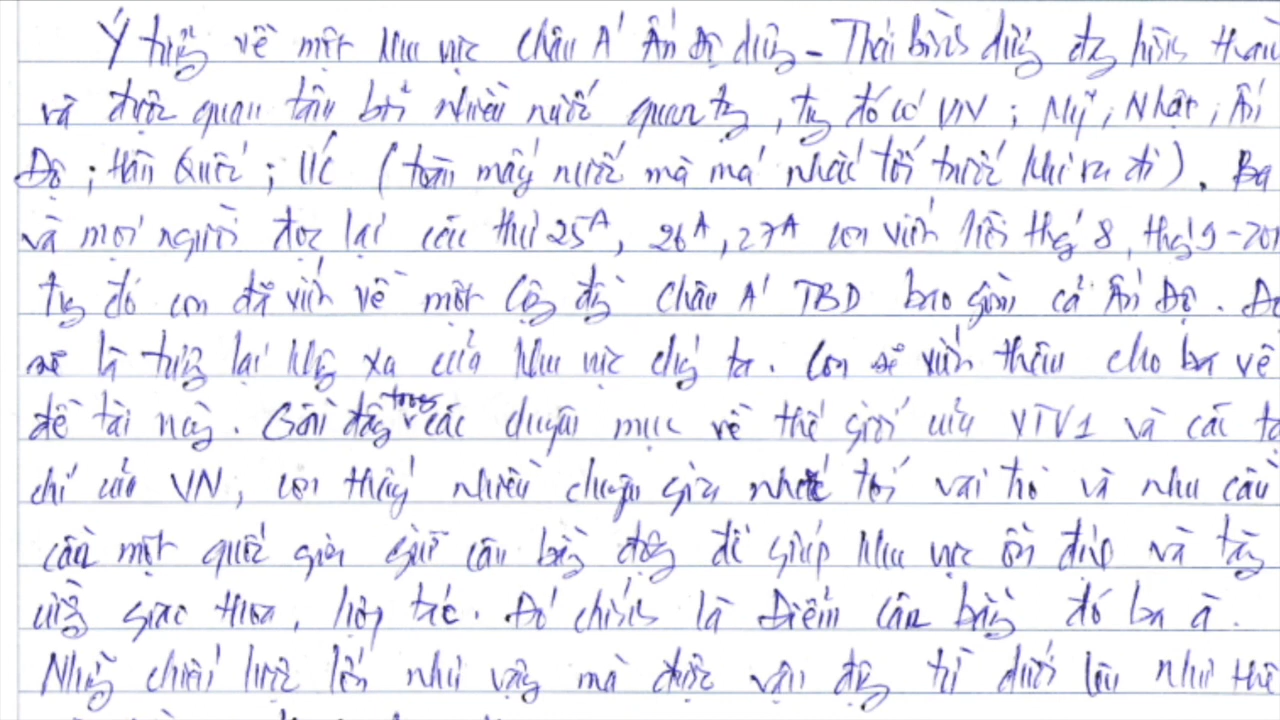 Ý tưởng về một khu vực Châu Á Ấn Độ dương - Thái bình dương đang hình thành
và được quan tâm bởi nhiều nước quan trọng, trong đó có VN; Mỹ; Nhật; Ấn
Độ; Hàn Quốc; Úc (toàn mấy nước mà má nhắc tới trước khi ra đi). Ba
và mọi người đọc lại các thư 25A, 26A, 27A con viết hồi tháng 8, tháng 9-201
trong đó con đã viết về một Cộng đồng Châu Á TBD bao gồm cả Ấn Độ. Đó
sẽ là tương lai không xa của khu vực chúng ta. Con sẽ viết thêm cho ba về
đề tài này. Gần đây trong các chuyên mục về thế giới của VTV1 và các tạp
chí của VN, con thấy nhiều chuyên gia nhắc tới vai trò và nhu cầu
cần một quốc gia giữ cân bằng động để giúp khu vực ổn định và tăng
cường giao thoa, hợp tác. Đó chính là Điểm cân bằng đó ba à.
Những chiến lược lớn như vậy mà được vận động từ dưới lên như thế